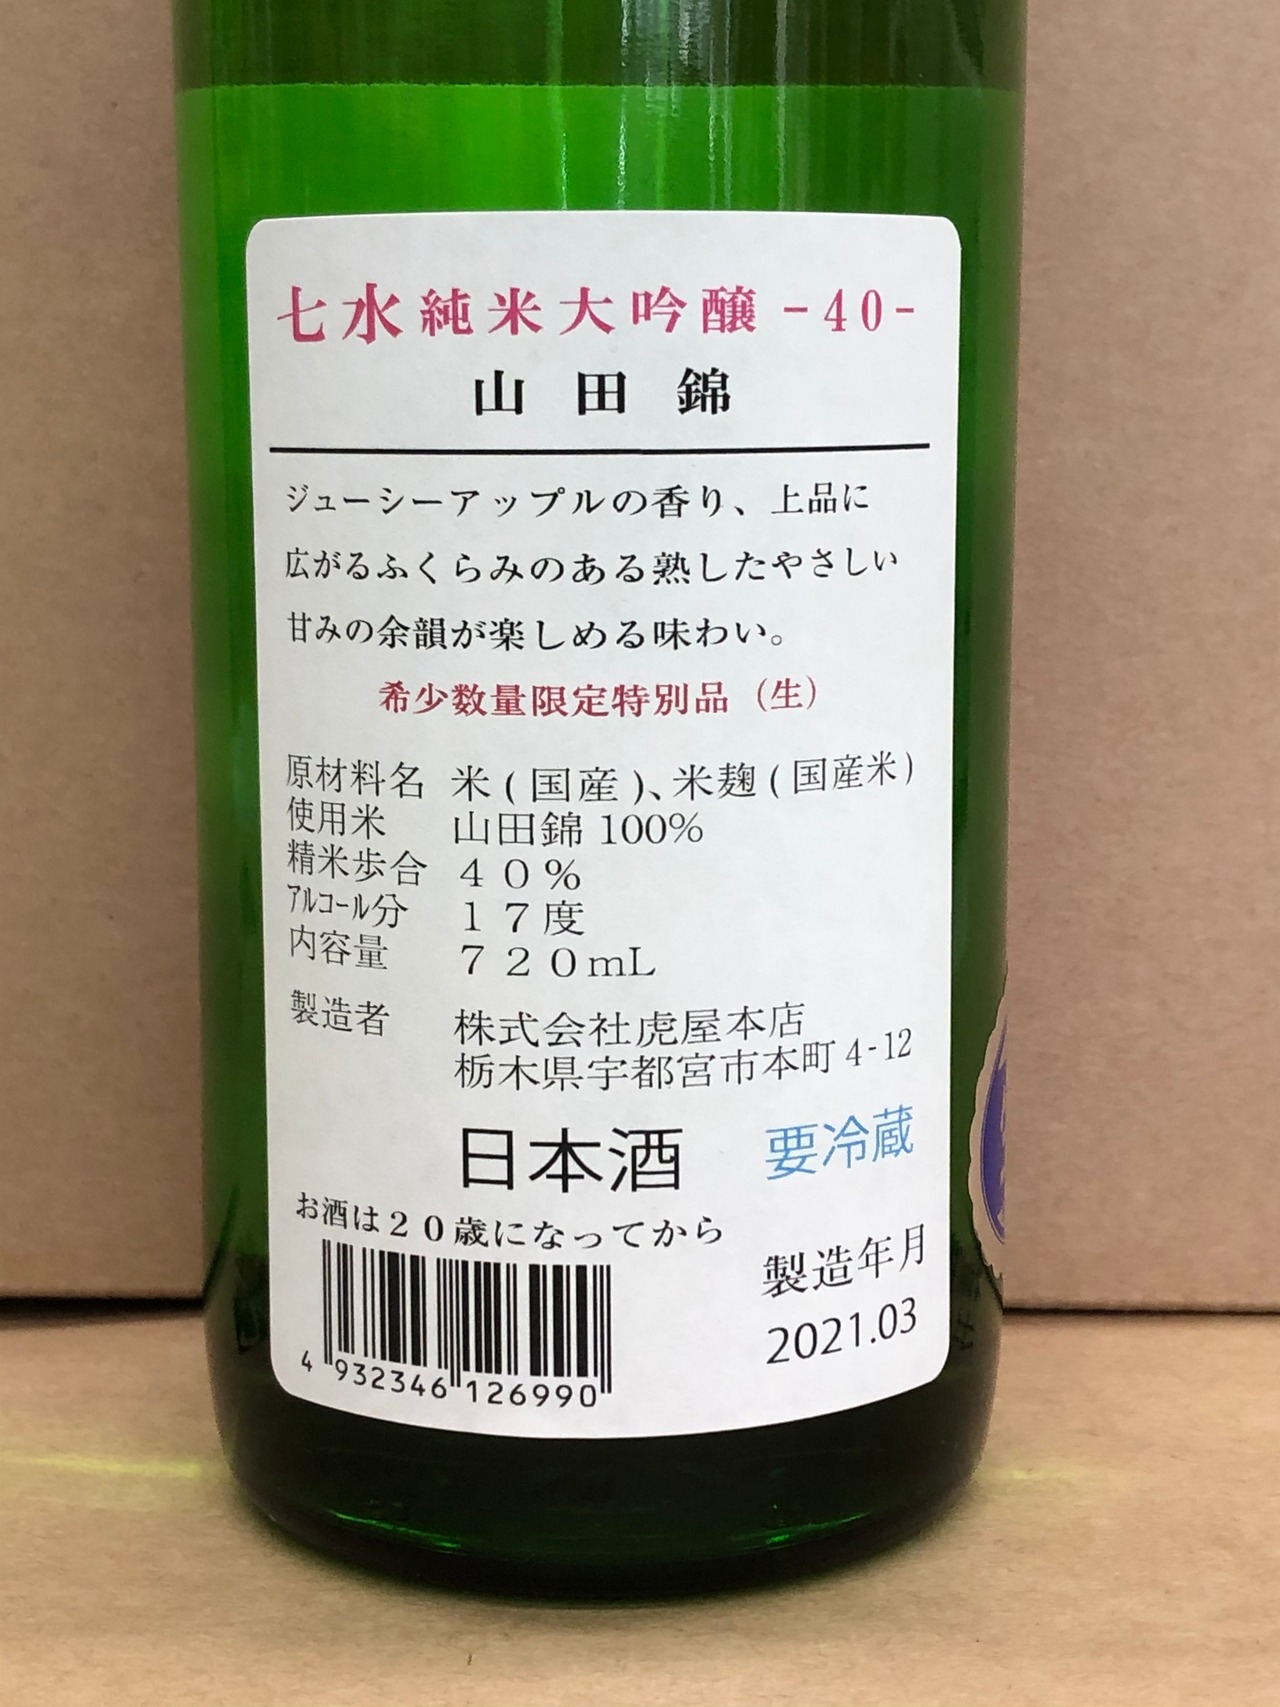 七水純米大吟醸 -40-
山田錦
ジューシーアップルの香り、上品に
広がるふくらみのある熟したやさしい
甘みの余韻が楽しめる味わい。
希少数量限定特別品（生）
原材料名 米(国産)、米麹(国産米)
使用米 山田錦100%
精米歩合 40%
アルコール分 17度
内容量 720mL
製造者 株式会社虎屋本店
栃木県宇都宮市本町4-12
日本酒 要冷蔵
お酒は20歳になってから
製造年月
2021.03
4 932346 126990